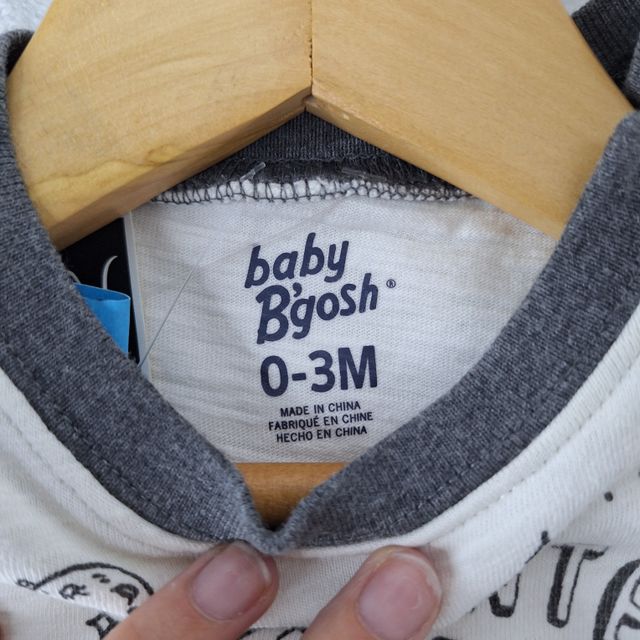 baby
B'gosh®
0-3M
MADE IN CHINA
FABRIQUÉ EN CHINE
HECHO EN CHINA